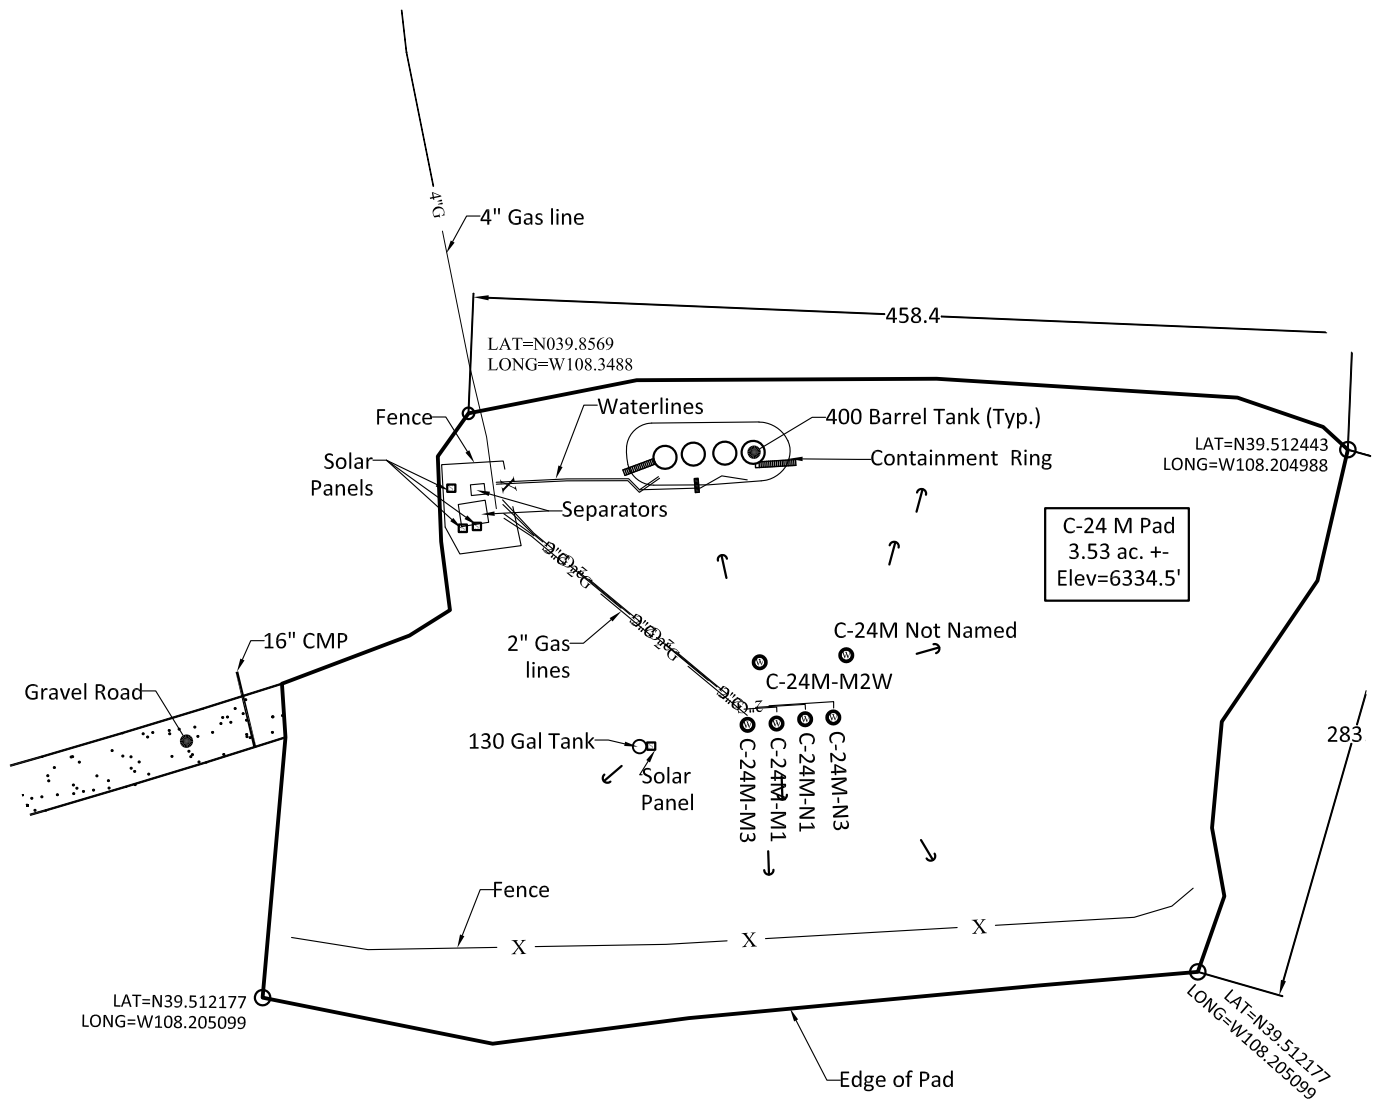 4"G
4" Gas line
458.4
LAT=N039.8569
LONG=W108.3488
Waterlines
Fence
400 Barrel Tank (Typ.)
LAT=N39.512443
LONG=W108.204988
Containment Ring
Solar
Panels
X
Separators
C-24 M Pad
3.53 ac. +-
Elev=6334.5'
2" Gas
lines
C-24M Not Named
16" CMP
C-24M-M2W
Gravel Road
283
130 Gal Tank
Solar
Panel
C-24M-M3
C-24M-M1
C-24M-N1
C-24M-N3
Fence
X
X
X
LAT=N39.512177
LONG=W108.205099
LAT=N39.512177
LONG=W108.205099
Edge of Pad